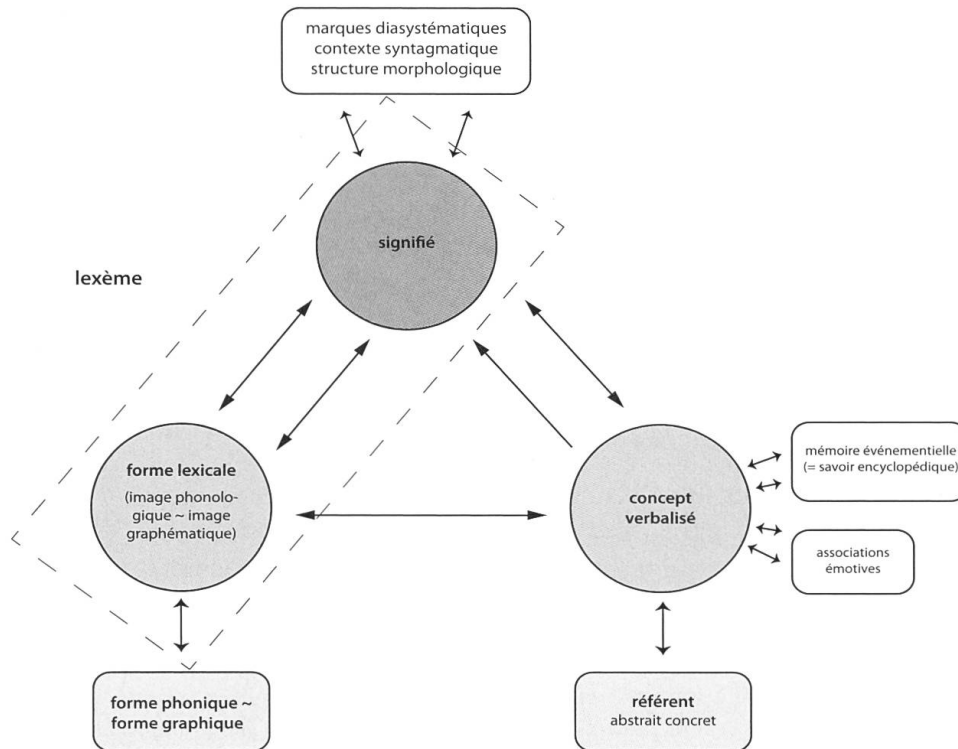 marques diasystématiques
contexte syntagmatique
structure morphologique
signifié
lexème
forme lexicale
(image phonolo-
gique ~ image
graphématique)
concept
verbalisé
mémoire événementielle
(= savoir encyclopédique)
associations
émotives
forme phonique ~
forme graphique
référent
abstrait concret